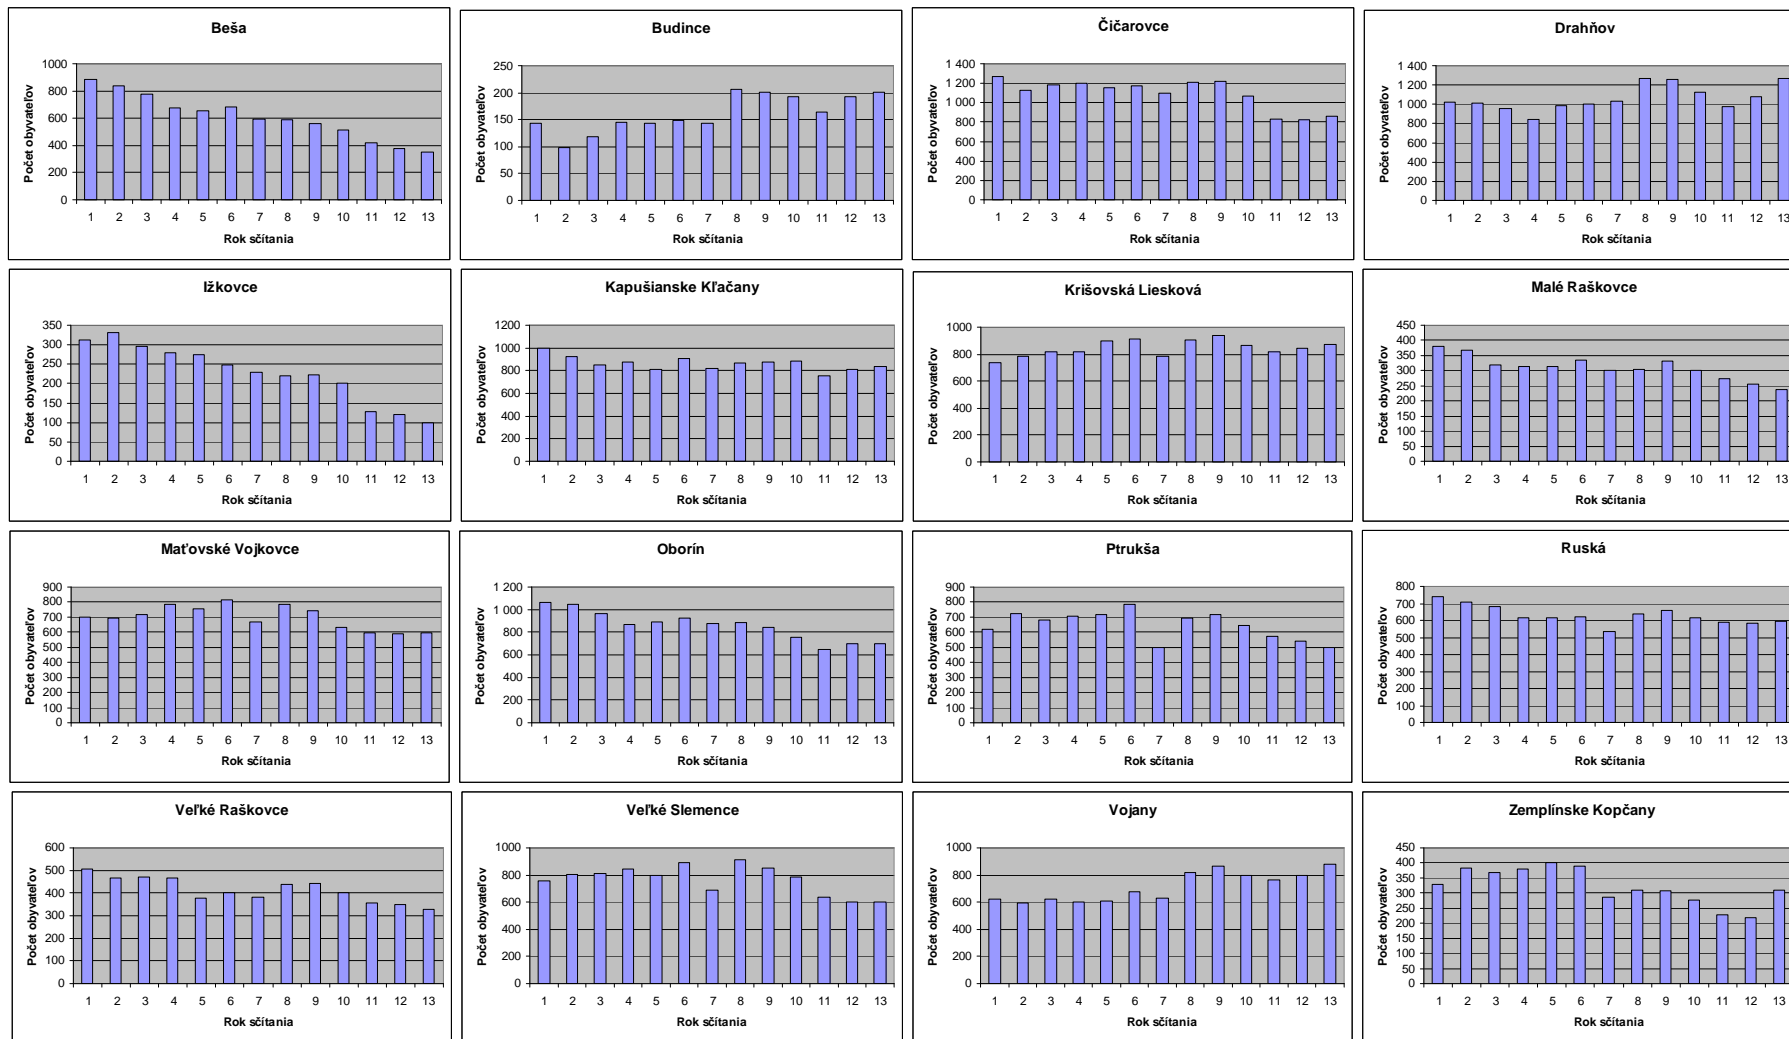 Beša
Počet obyvateľov
1000
800
600
400
200
0
1 2 3 4 5 6 7 8 9 10 11 12 13
Rok sčítania
Budince
Počet obyvateľov
250
200
150
100
50
0
1 2 3 4 5 6 7 8 9 10 11 12 13
Rok sčítania
Čičarovce
Počet obyvateľov
1 400
1 200
1 000
800
600
400
200
0
1 2 3 4 5 6 7 8 9 10 11 12 13
Rok sčítania
Drahňov
Počet obyvateľov
1 400
1 200
1 000
800
600
400
200
0
1 2 3 4 5 6 7 8 9 10 11 12 13
Rok sčítania
Ižkovce
Počet obyvateľov
350
300
250
200
150
100
50
0
1 2 3 4 5 6 7 8 9 10 11 12 13
Rok sčítania
Kapušianske Kľačany
Počet obyvateľov
1200
1000
800
600
400
200
0
1 2 3 4 5 6 7 8 9 10 11 12 13
Rok sčítania
Krišovská Liesková
Počet obyvateľov
1000
800
600
400
200
0
1 2 3 4 5 6 7 8 9 10 11 12 13
Rok sčítania
Malé Raškovce
Počet obyvateľov
450
400
350
300
250
200
150
100
50
0
1 2 3 4 5 6 7 8 9 10 11 12 13
Rok sčítania
Maťovské Vojkovce
Počet obyvateľov
900
800
700
600
500
400
300
200
100
0
1 2 3 4 5 6 7 8 9 10 11 12 13
Rok sčítania
Oborín
Počet obyvateľov
1 200
1 000
800
600
400
200
0
1 2 3 4 5 6 7 8 9 10 11 12 13
Rok sčítania
Ptrukša
Počet obyvateľov
900
800
700
600
500
400
300
200
100
0
1 2 3 4 5 6 7 8 9 10 11 12 13
Rok sčítania
Ruská
Počet obyvateľov
800
700
600
500
400
300
200
100
0
1 2 3 4 5 6 7 8 9 10 11 12 13
Rok sčítania
Veľké Raškovce
Počet obyvateľov
600
500
400
300
200
100
0
1 2 3 4 5 6 7 8 9 10 11 12 13
Rok sčítania
Veľké Slemence
Počet obyvateľov
1000
800
600
400
200
0
1 2 3 4 5 6 7 8 9 10 11 12 13
Rok sčítania
Vojany
Počet obyvateľov
1000
800
600
400
200
0
1 2 3 4 5 6 7 8 9 10 11 12 13
Rok sčítania
Zemplínske Kopčany
Počet obyvateľov
450
400
350
300
250
200
150
100
50
0
1 2 3 4 5 6 7 8 9 10 11 12 13
Rok sčítania